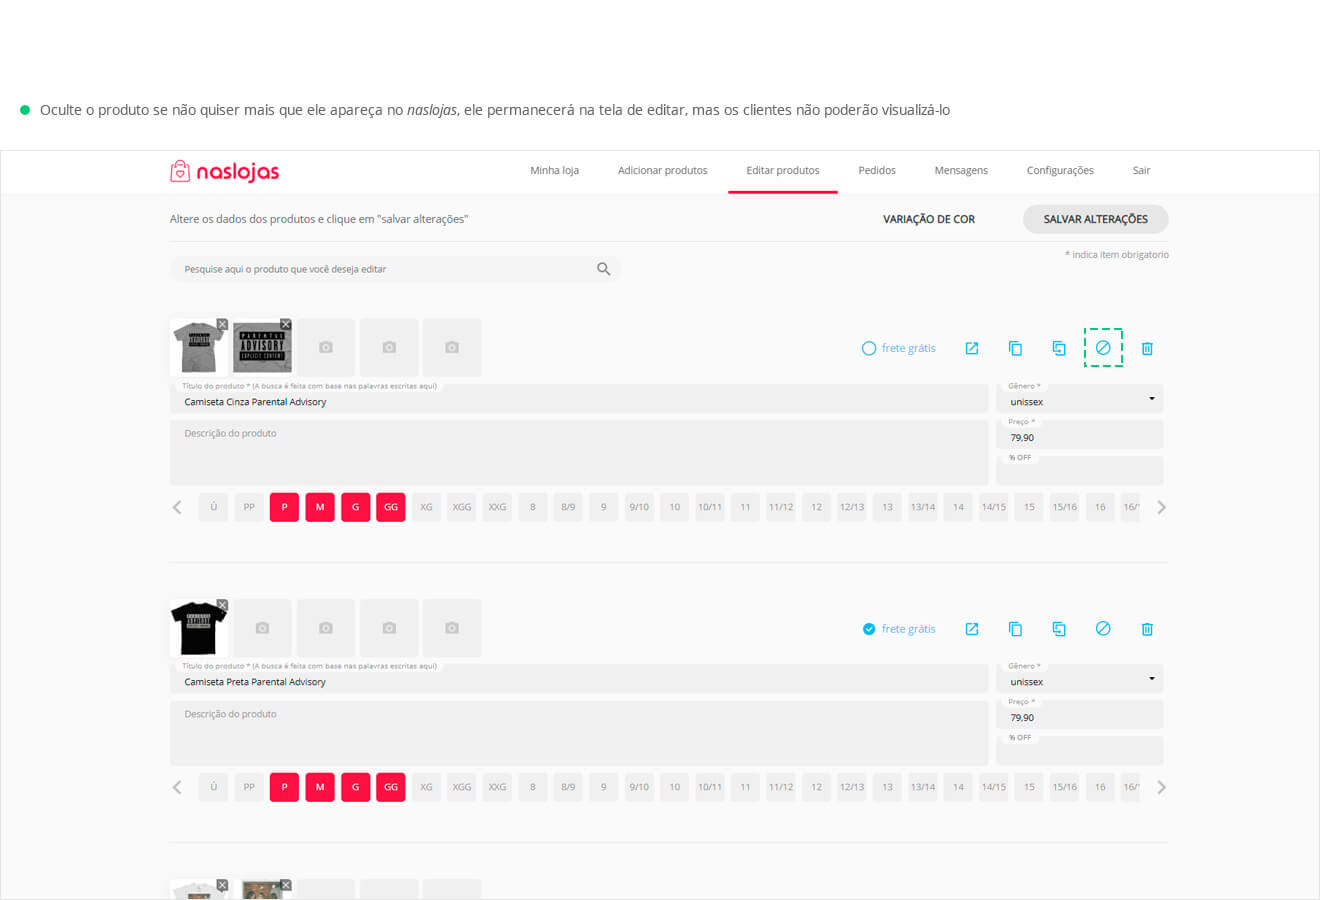 Oculte o produto se não quiser mais que ele apareça no naslojas, ele permanecerá na tela de editar, mas os clientes não poderão visualizá-lo
naslojas
Minha loja Adicionar produtos Editar produtos Pedidos Mensagens Configurações Sair
Altere os dados dos produtos e clique em "salvar alterações"
VARIAÇÃO DE COR SALVAR ALTERAÇÕES
* indica item obrigatorio
Pesquise aqui o produto que você deseja editar
PARENTAL
ADVISORY
EXPLICIT CONTENT
frete grátis
Título do produto * (A busca é feita com base nas palavras escritas aqui)
Camiseta Cinza Parental Advisory
Gênero *
unissex
Descrição do produto
Preço *
79,90
% OFF
Ú PP P M G GG XG XGG XXG 8 8/9 9 9/10 10 10/11 11 11/12 12 12/13 13 13/14 14 14/15 15 15/16 16 16/
frete grátis
Título do produto * (A busca é feita com base nas palavras escritas aqui)
Camiseta Preta Parental Advisory
Gênero *
unissex
Descrição do produto
Preço *
79,90
% OFF
Ú PP P M G GG XG XGG XXG 8 8/9 9 9/10 10 10/11 11 11/12 12 12/13 13 13/14 14 14/15 15 15/16 16 16/